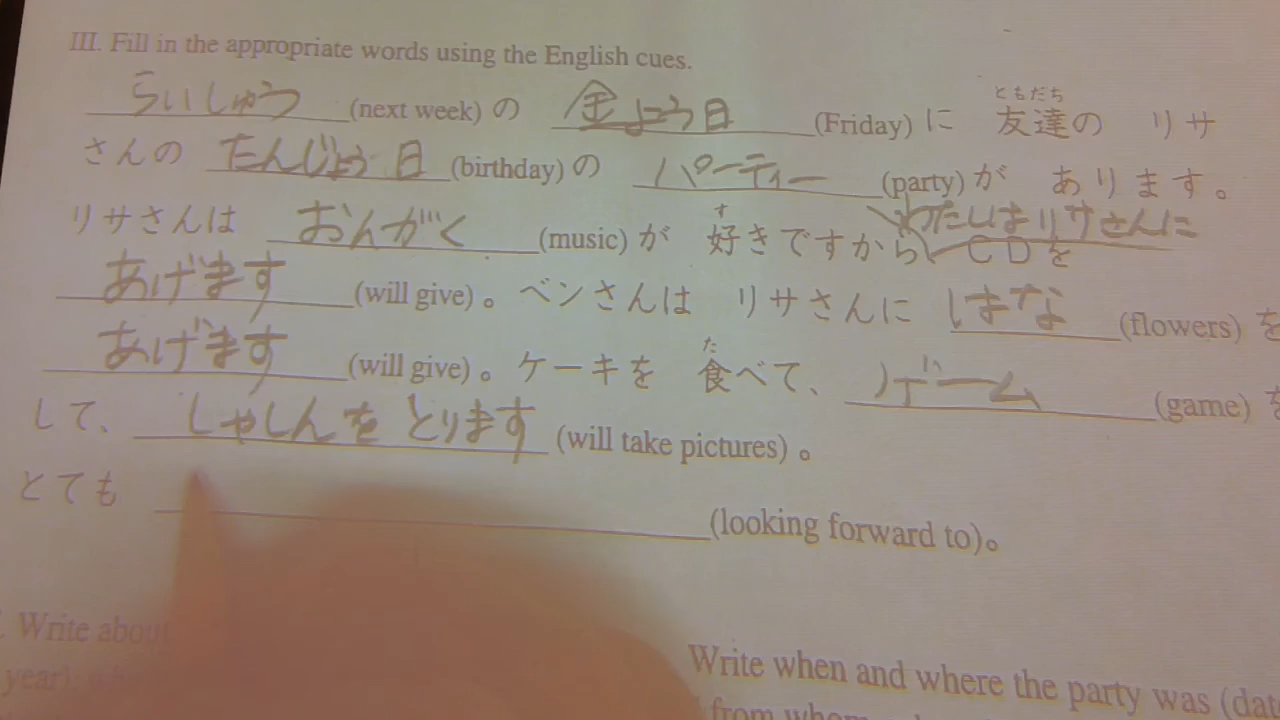 III. Fill in the appropriate words using the English cues.
らいしゅう (next week) の 金よう日 (Friday) に 友達の リサ
ともだち
さんの たんじょう日 (birthday) の パーティー (party) が あります。
リサさんは おんがく (music) が 好きですから わたしはリサさんに CDを
す
あげます (will give) 。 ベンさんは リサさんに はな (flowers) を
あげます (will give) 。 ケーキを 食べて、 ゲーム (game) を
た
して、 しゃしんを とります (will take pictures) 。
とても (looking forward to)。
Write about
Write when and where the party was
year)
from whom